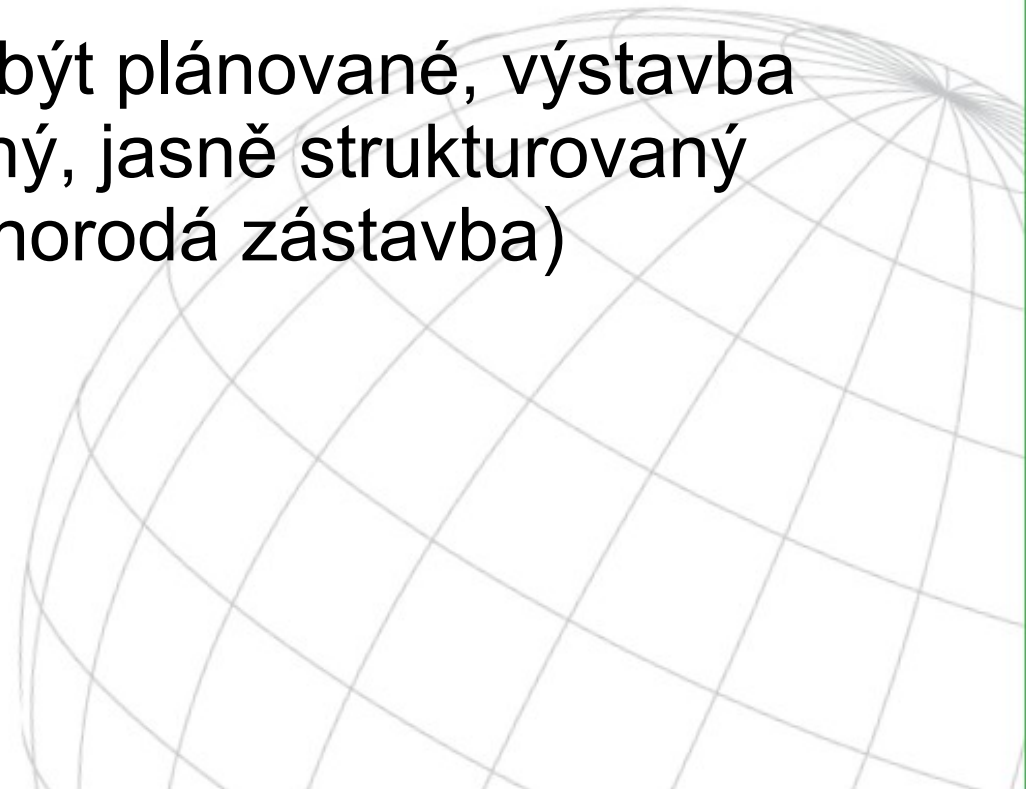 být plánované, výstavba
ný, jasně strukturovaný
norodá zástavba)